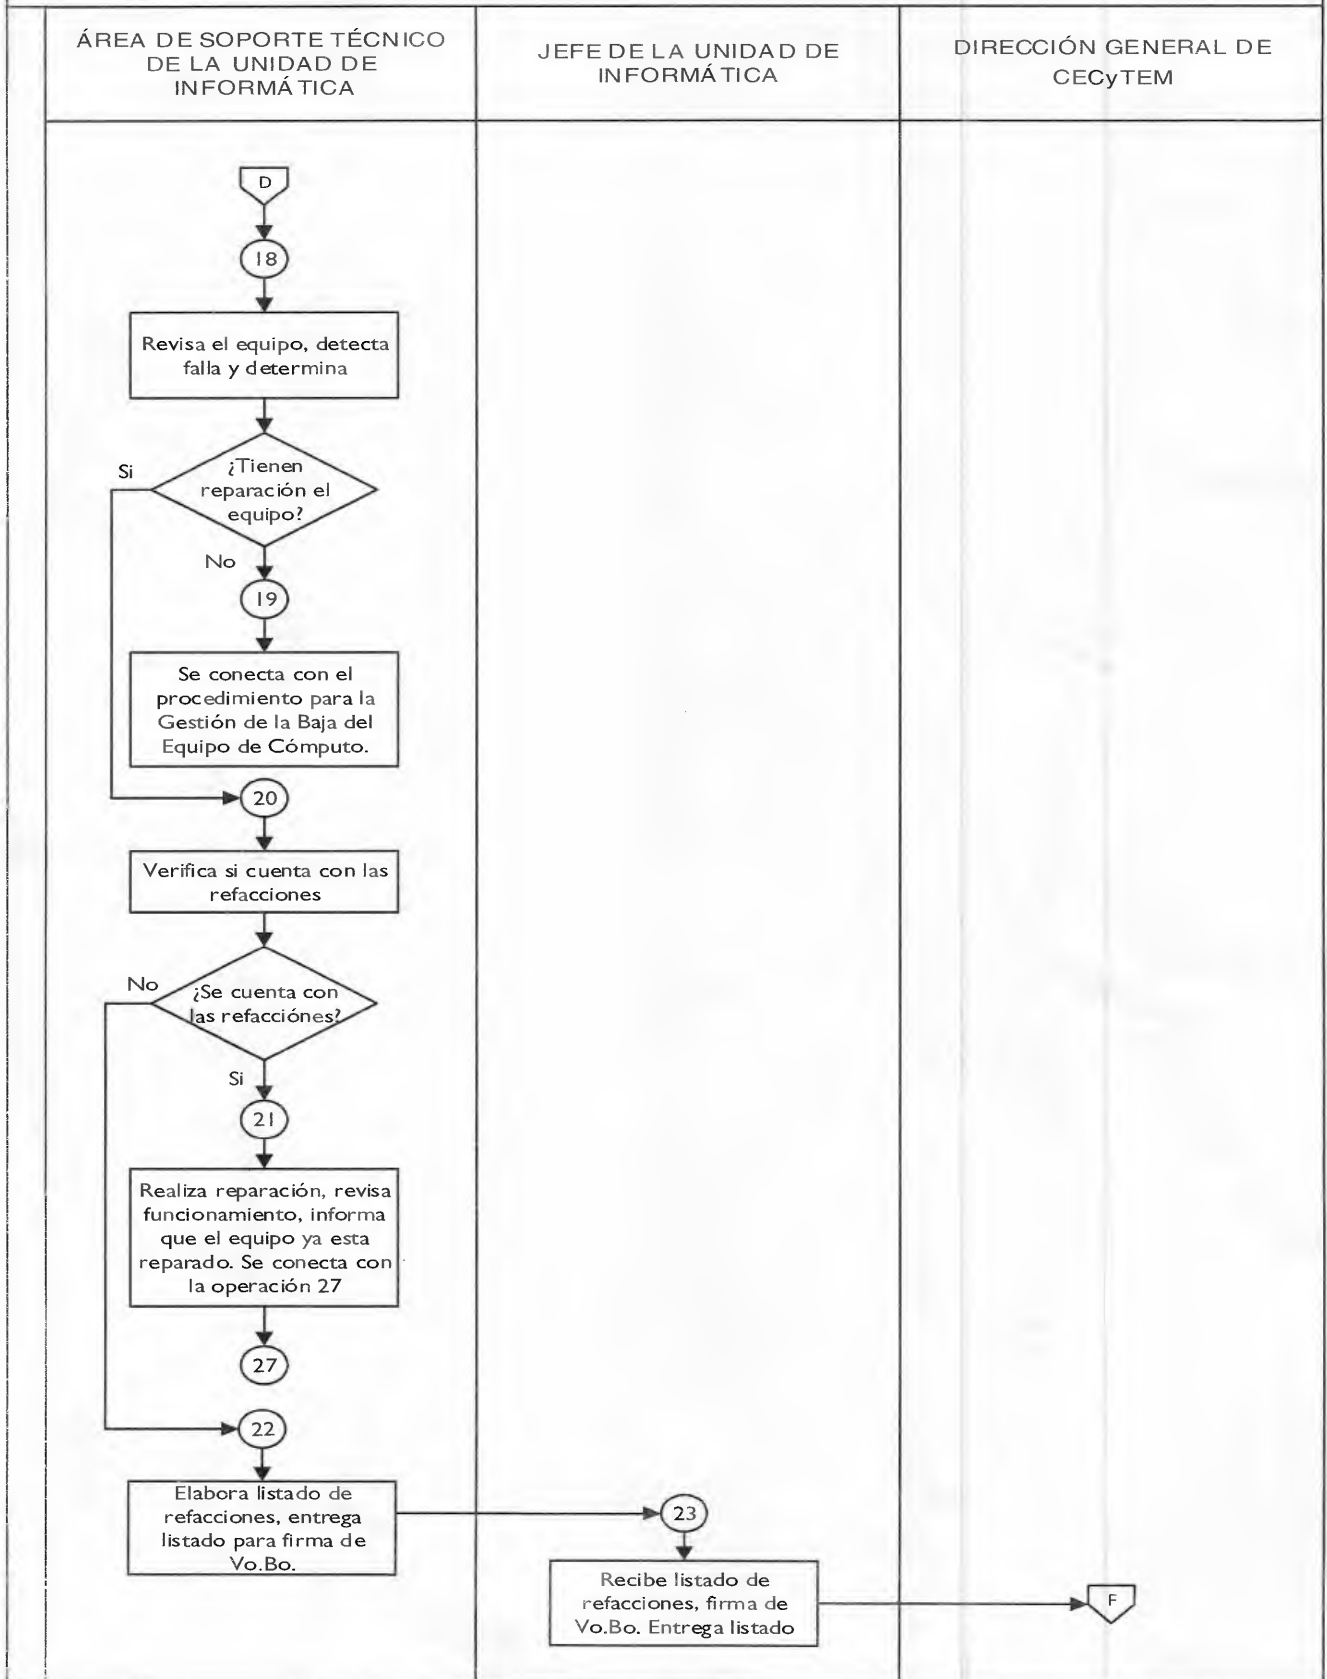 ÁREA DE SOPORTE TÉCNICO
DE LA UNIDAD DE
INFORMÁTICA
JEFE DE LA UNIDAD DE
INFORMÁTICA
DIRECCIÓN GENERAL DE
CECyTEM
D
18
Revisa el equipo, detecta
falla y determina
Si
¿Tienen
reparación el
equipo?
No
19
Se conecta con el
procedimiento para la
Gestión de la Baja del
Equipo de Cómputo.
20
Verifica si cuenta con las
refacciones
No
¿Se cuenta con
las refacciónes?
Si
21
Realiza reparación, revisa
funcionamiento, informa
que el equipo ya esta
reparado. Se conecta con
la operación 27
27
22
Elabora listado de
refacciones, entrega
listado para firma de
Vo.Bo.
23
Recibe listado de
refacciones, firma de
Vo.Bo. Entrega listado
F